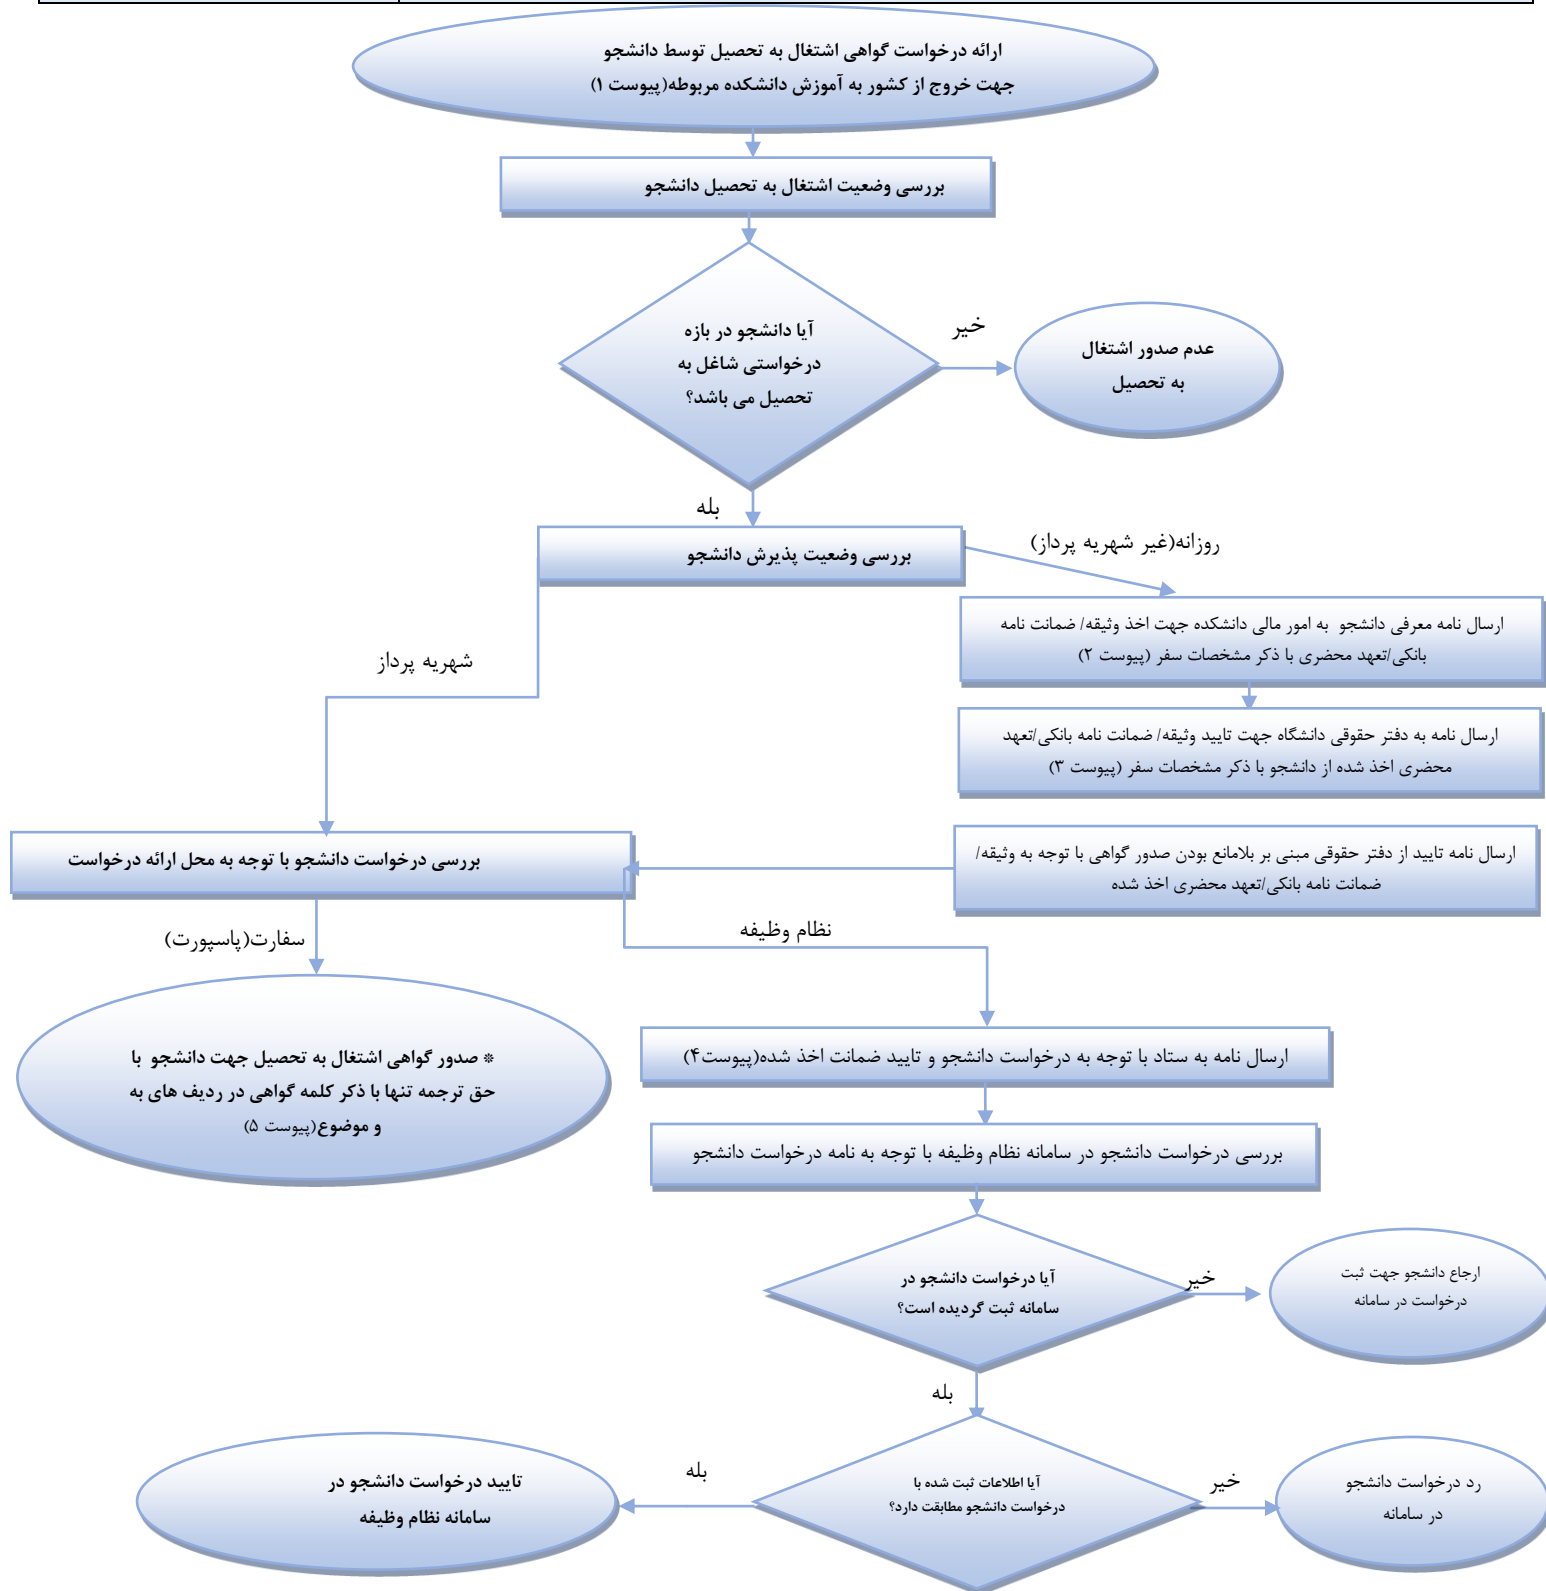 ارائه درخواست گواهی اشتغال به تحصیل توسط دانشجو
جهت خروج از کشور به آموزش دانشکده مربوطه(پیوست ۱)
بررسی وضعیت اشتغال به تحصیل دانشجو
آیا دانشجو در بازه
درخواستی شاغل به
تحصیل می باشد؟
خیر
عدم صدور اشتغال
به تحصیل
بله
بررسی وضعیت پذیرش دانشجو
روزانه(غیر شهریه پرداز)
ارسال نامه معرفی دانشجو به امور مالی دانشکده جهت اخذ وثیقه/ ضمانت نامه
بانکی/تعهد محضری با ذکر مشخصات سفر (پیوست ۲)
شهریه پرداز
ارسال نامه به دفتر حقوقی دانشگاه جهت تایید وثیقه/ ضمانت نامه بانکی/تعهد
محضری اخذ شده از دانشجو با ذکر مشخصات سفر (پیوست ۳)
ارسال نامه تایید از دفتر حقوقی مبنی بر بلامانع بودن صدور گواهی با توجه به وثیقه/
ضمانت نامه بانکی/تعهد محضری اخذ شده
بررسی درخواست دانشجو با توجه به محل ارائه درخواست
نظام وظیفه
سفارت(پاسپورت)
* صدور گواهی اشتغال به تحصیل جهت دانشجو با
حق ترجمه تنها با ذکر کلمه گواهی در ردیف های به
و موضوع(پیوست ۵)
ارسال نامه به ستاد با توجه به درخواست دانشجو و تایید ضمانت اخذ شده(پیوست۴)
بررسی درخواست دانشجو در سامانه نظام وظیفه با توجه به نامه درخواست دانشجو
آیا درخواست دانشجو در
سامانه ثبت گردیده است؟
خیر
ارجاع دانشجو جهت ثبت
درخواست در سامانه
بله
آیا اطلاعات ثبت شده با
درخواست دانشجو مطابقت دارد؟
خیر
رد درخواست دانشجو
در سامانه
بله
تایید درخواست دانشجو در
سامانه نظام وظیفه